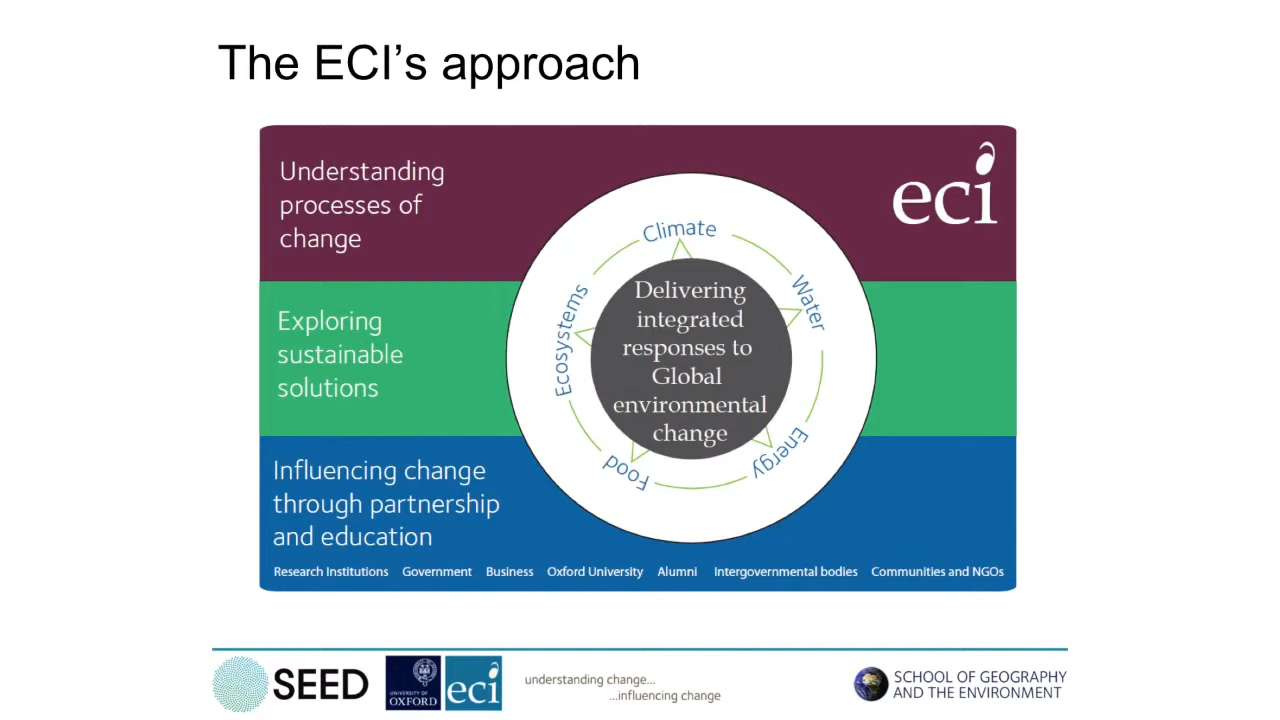 The ECI's approach
Understanding
processes of
change
eci
Exploring
sustainable
solutions
Influencing change
through partnership
and education
Climate
Water
Energy
Food
Ecosystems
Delivering
integrated
responses to
Global
environmental
change
Research Institutions Government Business Oxford University Alumni Intergovernmental bodies Communities and NGOs
SEED
UNIVERSITY OF
OXFORD
eci
understanding change...
...influencing change
SCHOOL OF GEOGRAPHY
AND THE ENVIRONMENT